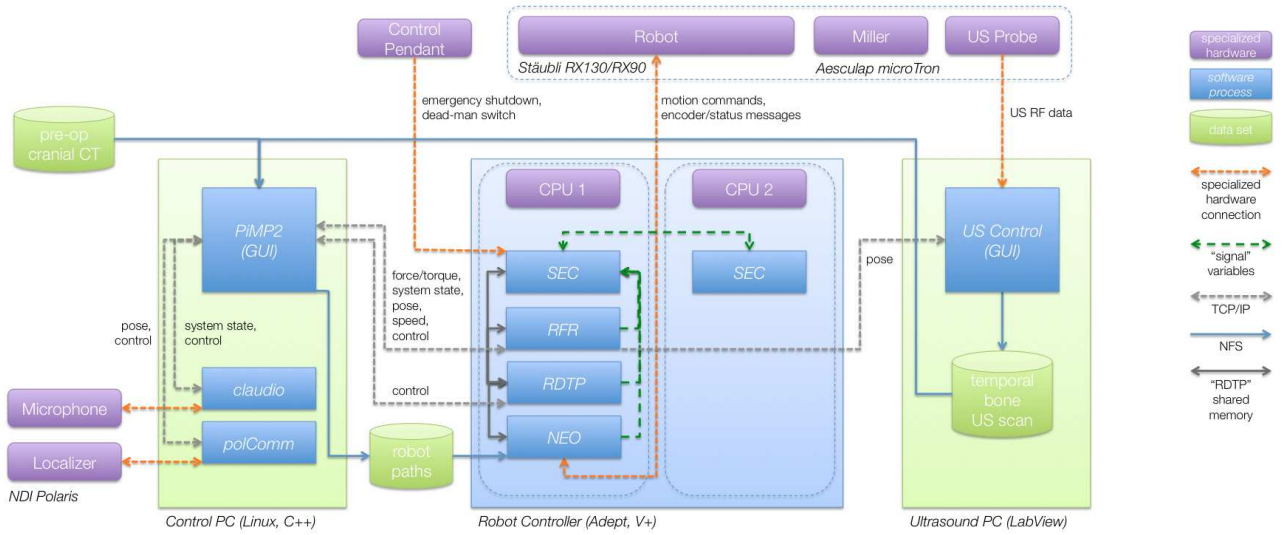 Control
Pendant
Robot
Miller
US Probe
Stäubli RX130/RX90
Aesculap microTron
emergency shutdown,
dead-man switch
motion commands,
encoder/status messages
US RF data
pre-op
cranial CT
CPU 1
CPU 2
PiMP2
(GUI)
US Control
(GUI)
SEC
SEC
pose
force/torque,
system state,
pose,
speed,
control
RFR
pose,
control
system state,
control
RDTP
control
claudio
Microphone
polComm
NEO
Localizer
NDI Polaris
robot
paths
temporal
bone
US scan
Control PC (Linux, C++)
Robot Controller (Adept, V+)
Ultrasound PC (LabView)
specialized
hardware
software
process
data set
specialized
hardware
connection
“signal”
variables
TCP/IP
NFS
“RDTP”
shared
memory